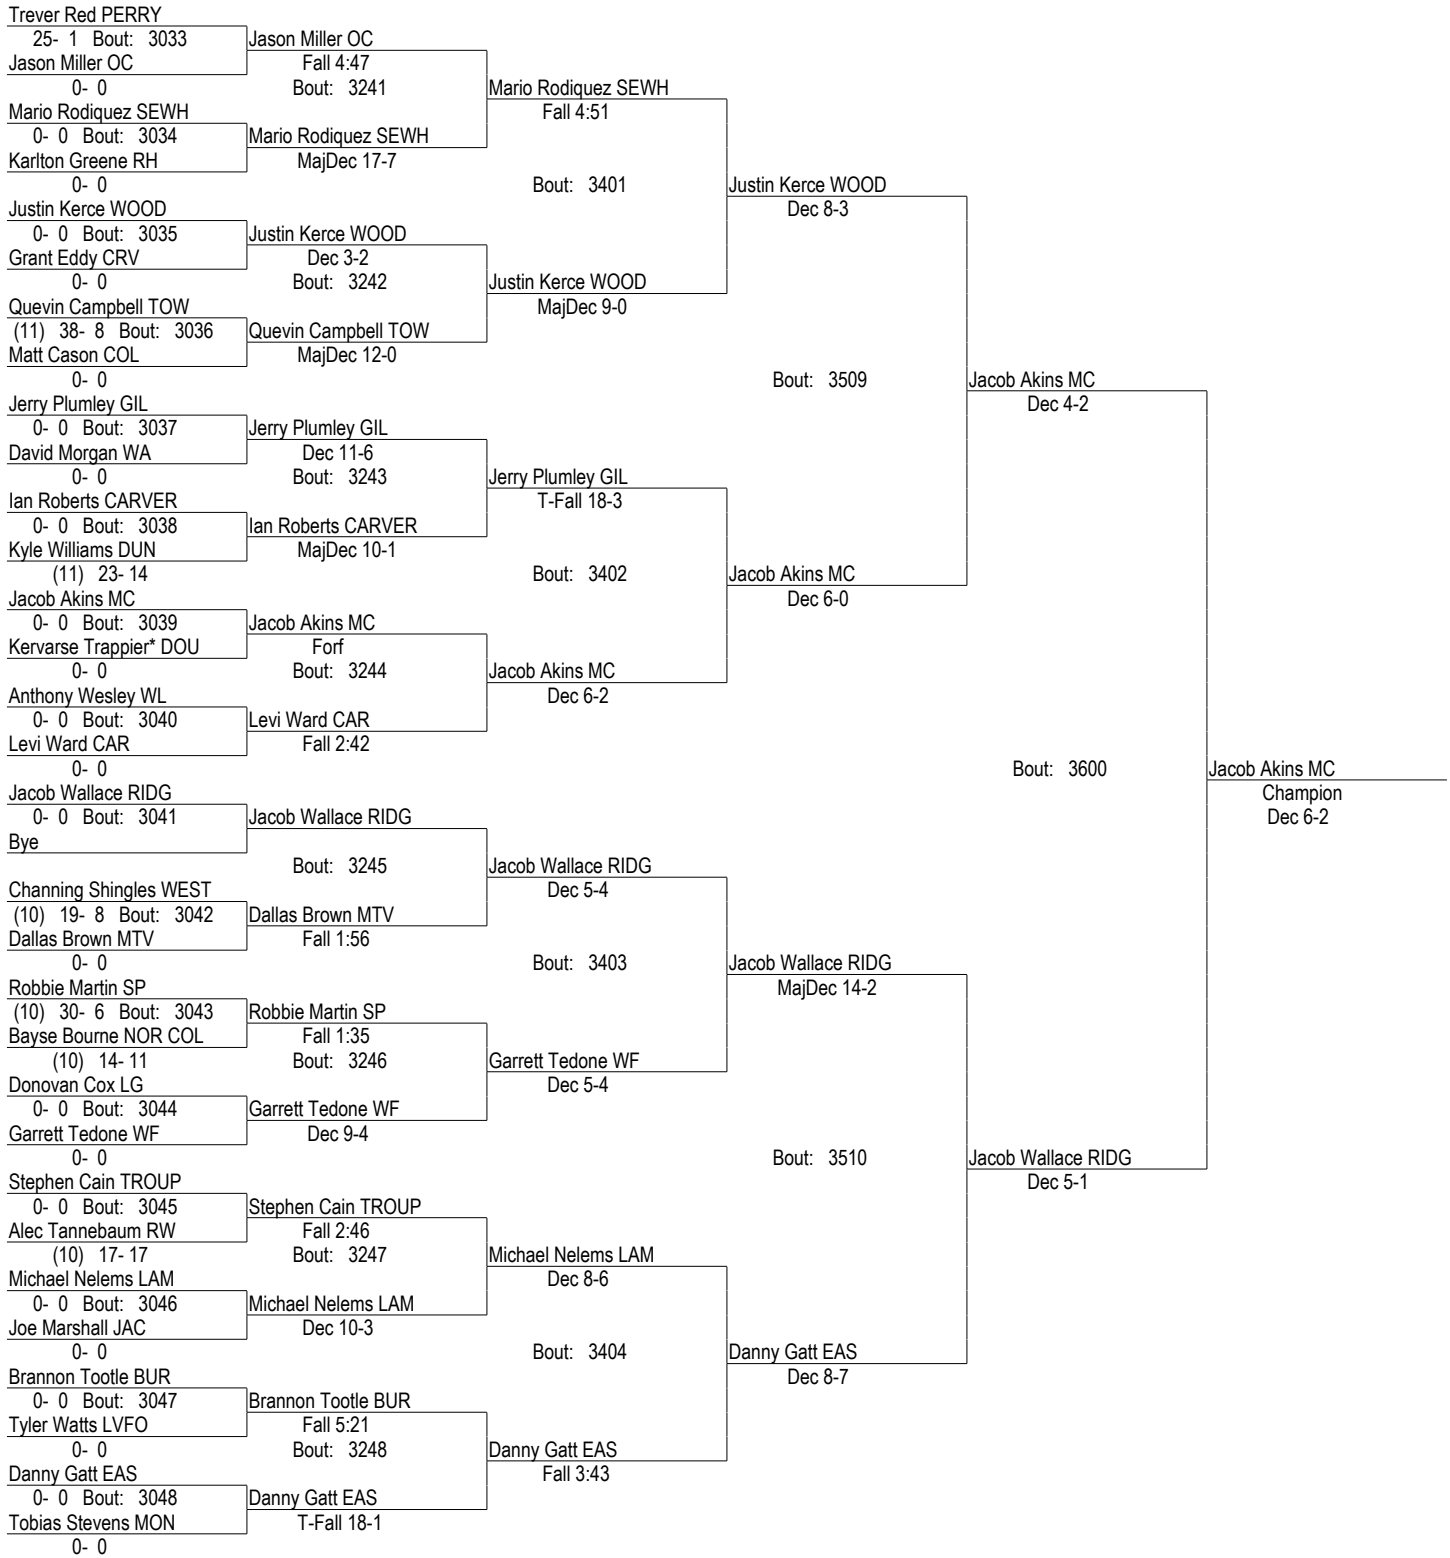 Trever Red PERRY
25- 1 Bout: 3033
Jason Miller OC
0- 0
Mario Rodiquez SEWH
0- 0 Bout: 3034
Karlton Greene RH
0- 0
Justin Kerce WOOD
0- 0 Bout: 3035
Grant Eddy CRV
0- 0
Quevin Campbell TOW
(11) 38- 8 Bout: 3036
Matt Cason COL
0- 0
Jerry Plumley GIL
0- 0 Bout: 3037
David Morgan WA
0- 0
Ian Roberts CARVER
0- 0 Bout: 3038
Kyle Williams DUN
(11) 23- 14
Jacob Akins MC
0- 0 Bout: 3039
Kervarse Trappier* DOU
0- 0
Anthony Wesley WL
0- 0 Bout: 3040
Levi Ward CAR
0- 0
Jacob Wallace RIDG
0- 0 Bout: 3041
Bye
Channing Shingles WEST
(10) 19- 8 Bout: 3042
Dallas Brown MTV
0- 0
Robbie Martin SP
(10) 30- 6 Bout: 3043
Bayse Bourne NOR COL
(10) 14- 11
Donovan Cox LG
0- 0 Bout: 3044
Garrett Tedone WF
0- 0
Stephen Cain TROUP
0- 0 Bout: 3045
Alec Tannebaum RW
(10) 17- 17
Michael Nelems LAM
0- 0 Bout: 3046
Joe Marshall JAC
0- 0
Brannon Tootle BUR
0- 0 Bout: 3047
Tyler Watts LVFO
0- 0
Danny Gatt EAS
0- 0 Bout: 3048
Tobias Stevens MON
0- 0
Jason Miller OC
Fall 4:47
Bout: 3241
Mario Rodiquez SEWH
MajDec 17-7
Justin Kerce WOOD
Dec 3-2
Bout: 3242
Quevin Campbell TOW
MajDec 12-0
Jerry Plumley GIL
Dec 11-6
Bout: 3243
Ian Roberts CARVER
MajDec 10-1
Jacob Akins MC
Forf
Bout: 3244
Levi Ward CAR
Fall 2:42
Jacob Wallace RIDG
Bout: 3245
Dallas Brown MTV
Fall 1:56
Robbie Martin SP
Fall 1:35
Bout: 3246
Garrett Tedone WF
Dec 9-4
Stephen Cain TROUP
Fall 2:46
Bout: 3247
Michael Nelems LAM
Dec 10-3
Brannon Tootle BUR
Fall 5:21
Bout: 3248
Danny Gatt EAS
T-Fall 18-1
Mario Rodiquez SEWH
Fall 4:51
Bout: 3401
Justin Kerce WOOD
MajDec 9-0
Jerry Plumley GIL
T-Fall 18-3
Bout: 3402
Jacob Akins MC
Dec 6-2
Jacob Wallace RIDG
Dec 5-4
Bout: 3403
Garrett Tedone WF
Dec 5-4
Michael Nelems LAM
Dec 8-6
Bout: 3404
Danny Gatt EAS
Fall 3:43
Justin Kerce WOOD
Dec 8-3
Bout: 3509
Jacob Akins MC
Dec 6-0
Jacob Wallace RIDG
MajDec 14-2
Bout: 3510
Danny Gatt EAS
Dec 8-7
Jacob Akins MC
Dec 4-2
Bout: 3600
Jacob Wallace RIDG
Dec 5-1
Jacob Akins MC
Champion
Dec 6-2